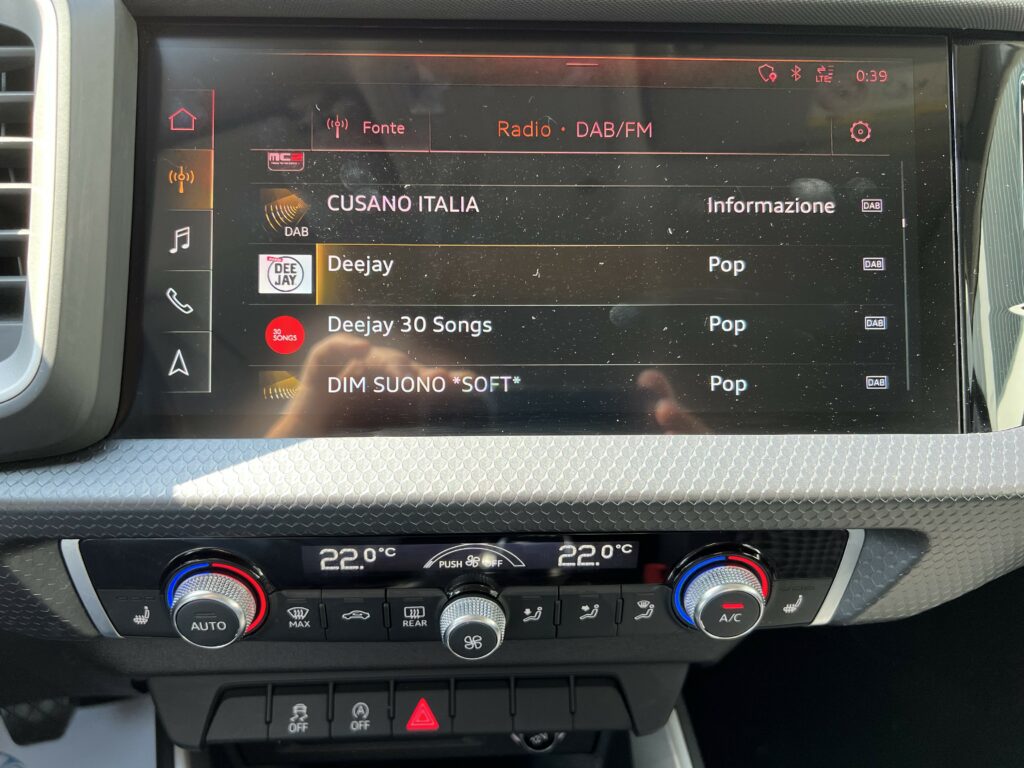 LTE 0:39
Fonte Radio · DAB/FM
MC2
CUSANO ITALIA Informazione DAB
DAB
Deejay Pop DAB
DEE
JAY
Deejay 30 Songs Pop DAB
30
SONGS
DIM SUONO *SOFT* Pop DAB
22.0°C PUSH OFF 22.0°C
AUTO MAX REAR A/C
OFF OFF